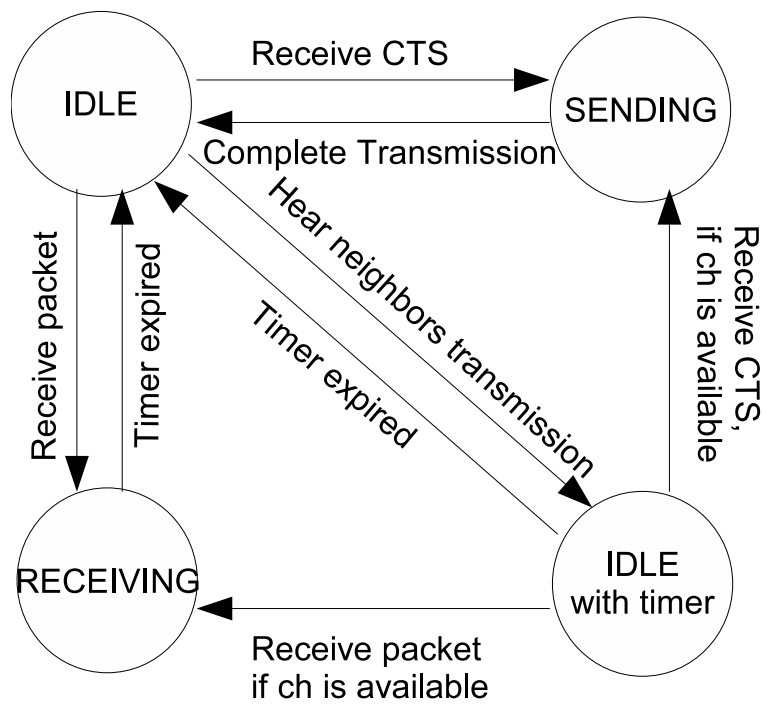 Receive CTS
IDLE
SENDING
Complete Transmission
Hear neighbors transmission
Timer expired
Receive packet
Timer expired
Receive CTS,
if ch is available
RECEIVING
IDLE
with timer
Receive packet
if ch is available